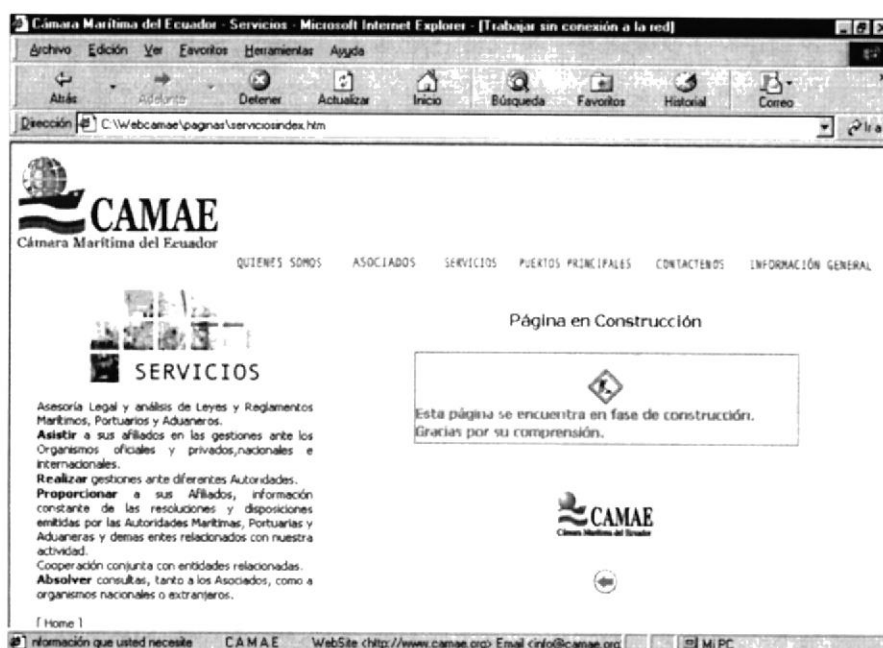 Cámara Marítima del Ecuador - Servicios - Microsoft Internet Explorer - [Trabajar sin conexión a la red]
Archivo Edición Ver Favoritos Herramientas Ayuda
Atrás Adelante Detener Actualizar Inicio Búsqueda Favoritos Historial Correo
Dirección C:\Webcamae\paginas\serviciosindex.htm Ir a
CAMAE
Cámara Marítima del Ecuador
QUIENES SOMOS ASOCIADOS SERVICIOS PUERTOS PRINCIPALES CONTACTENOS INFORMACIÓN GENERAL
SERVICIOS
Asesoría Legal y análisis de Leyes y Reglamentos
Marítimos, Portuarios y Aduaneros.
Asistir a sus afiliados en las gestiones ante los
Organismos oficiales y privados,nacionales e
internacionales.
Realizar gestiones ante diferentes Autoridades.
Proporcionar a sus Afiliados, información
constante de las resoluciones y disposiciones
emitidas por las Autoridades Marítimas, Portuarias y
Aduaneras y demas entes relacionados con nuestra
actividad.
Cooperación conjunta con entidades relacionadas.
Absolver consultas, tanto a los Asociados, como a
organismos nacionales o extranjeros.
[ Home ]
Página en Construcción
Esta página se encuentra en fase de construcción.
Gracias por su comprensión.
CAMAE
Cámara Marítima del Ecuador
nformación que usted necesite C A M A E WebSite <http://www.camae.org> Email <info@camae.org Mi PC